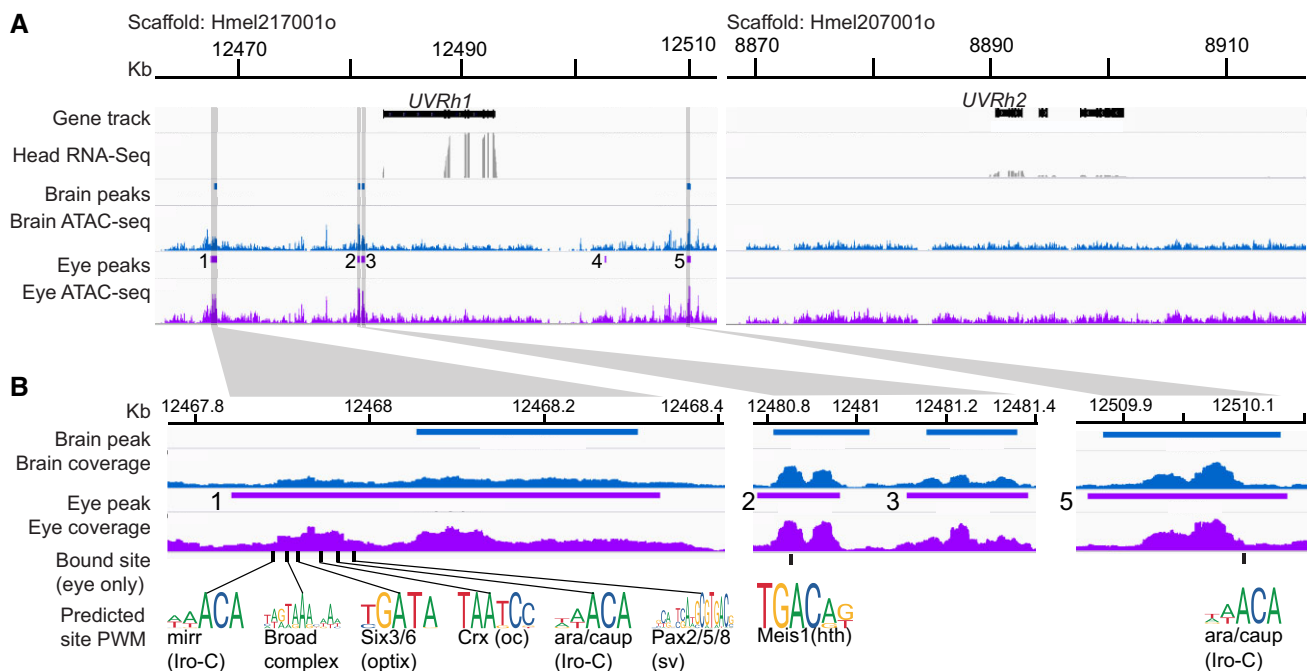 A
Scaffold: Hmel217001o
Scaffold: Hmel207001o
Kb 12470 12490 12510 8870 8890 8910
UVRh1 UVRh2
Gene track
Head RNA-Seq
Brain peaks
Brain ATAC-seq
Eye peaks
1 2 3 4 5
Eye ATAC-seq
B
Kb 12467.8 12468 12468.2 12468.4 12480.8 12481 12481.2 12481.4 12509.9 12510.1
Brain peak
Brain coverage
Eye peak
1 2 3 5
Eye coverage
Bound site
(eye only)
Predicted
site PWM
ACA TAGTAAA TGATA TAATCC ACA TGACAG ACA
mirr
(Iro-C)
Broad
complex
Six3/6
(optix)
Crx (oc)
ara/caup
(Iro-C)
Pax2/5/8
(sv)
Meis1(hth)
ara/caup
(Iro-C)